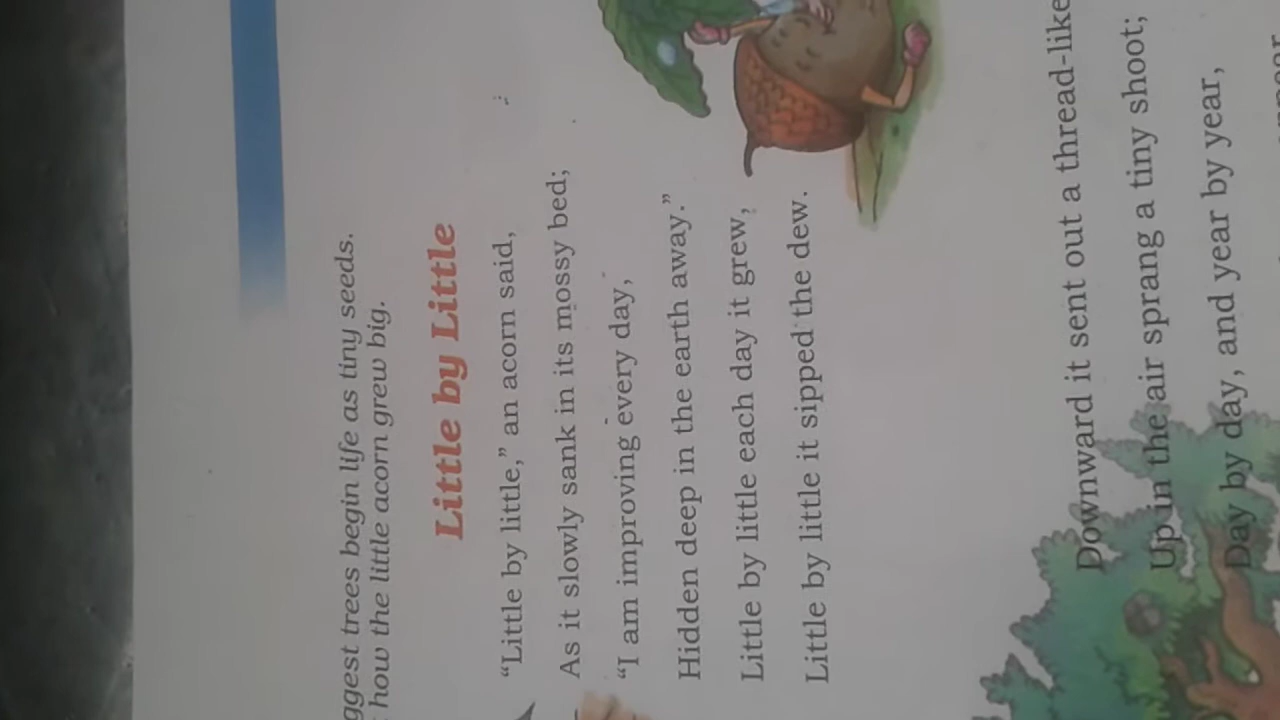 ggest trees begin life as tiny seeds.
how the little acorn grew big.
Little by Little
“Little by little,” an acorn said,
As it slowly sank in its mossy bed;
“I am improving every day,
Hidden deep in the earth away.”
Little by little each day it grew,
Little by little it sipped the dew.
Downward it sent out a thread-like
Up in the air sprang a tiny shoot;
Day by day, and year by year,